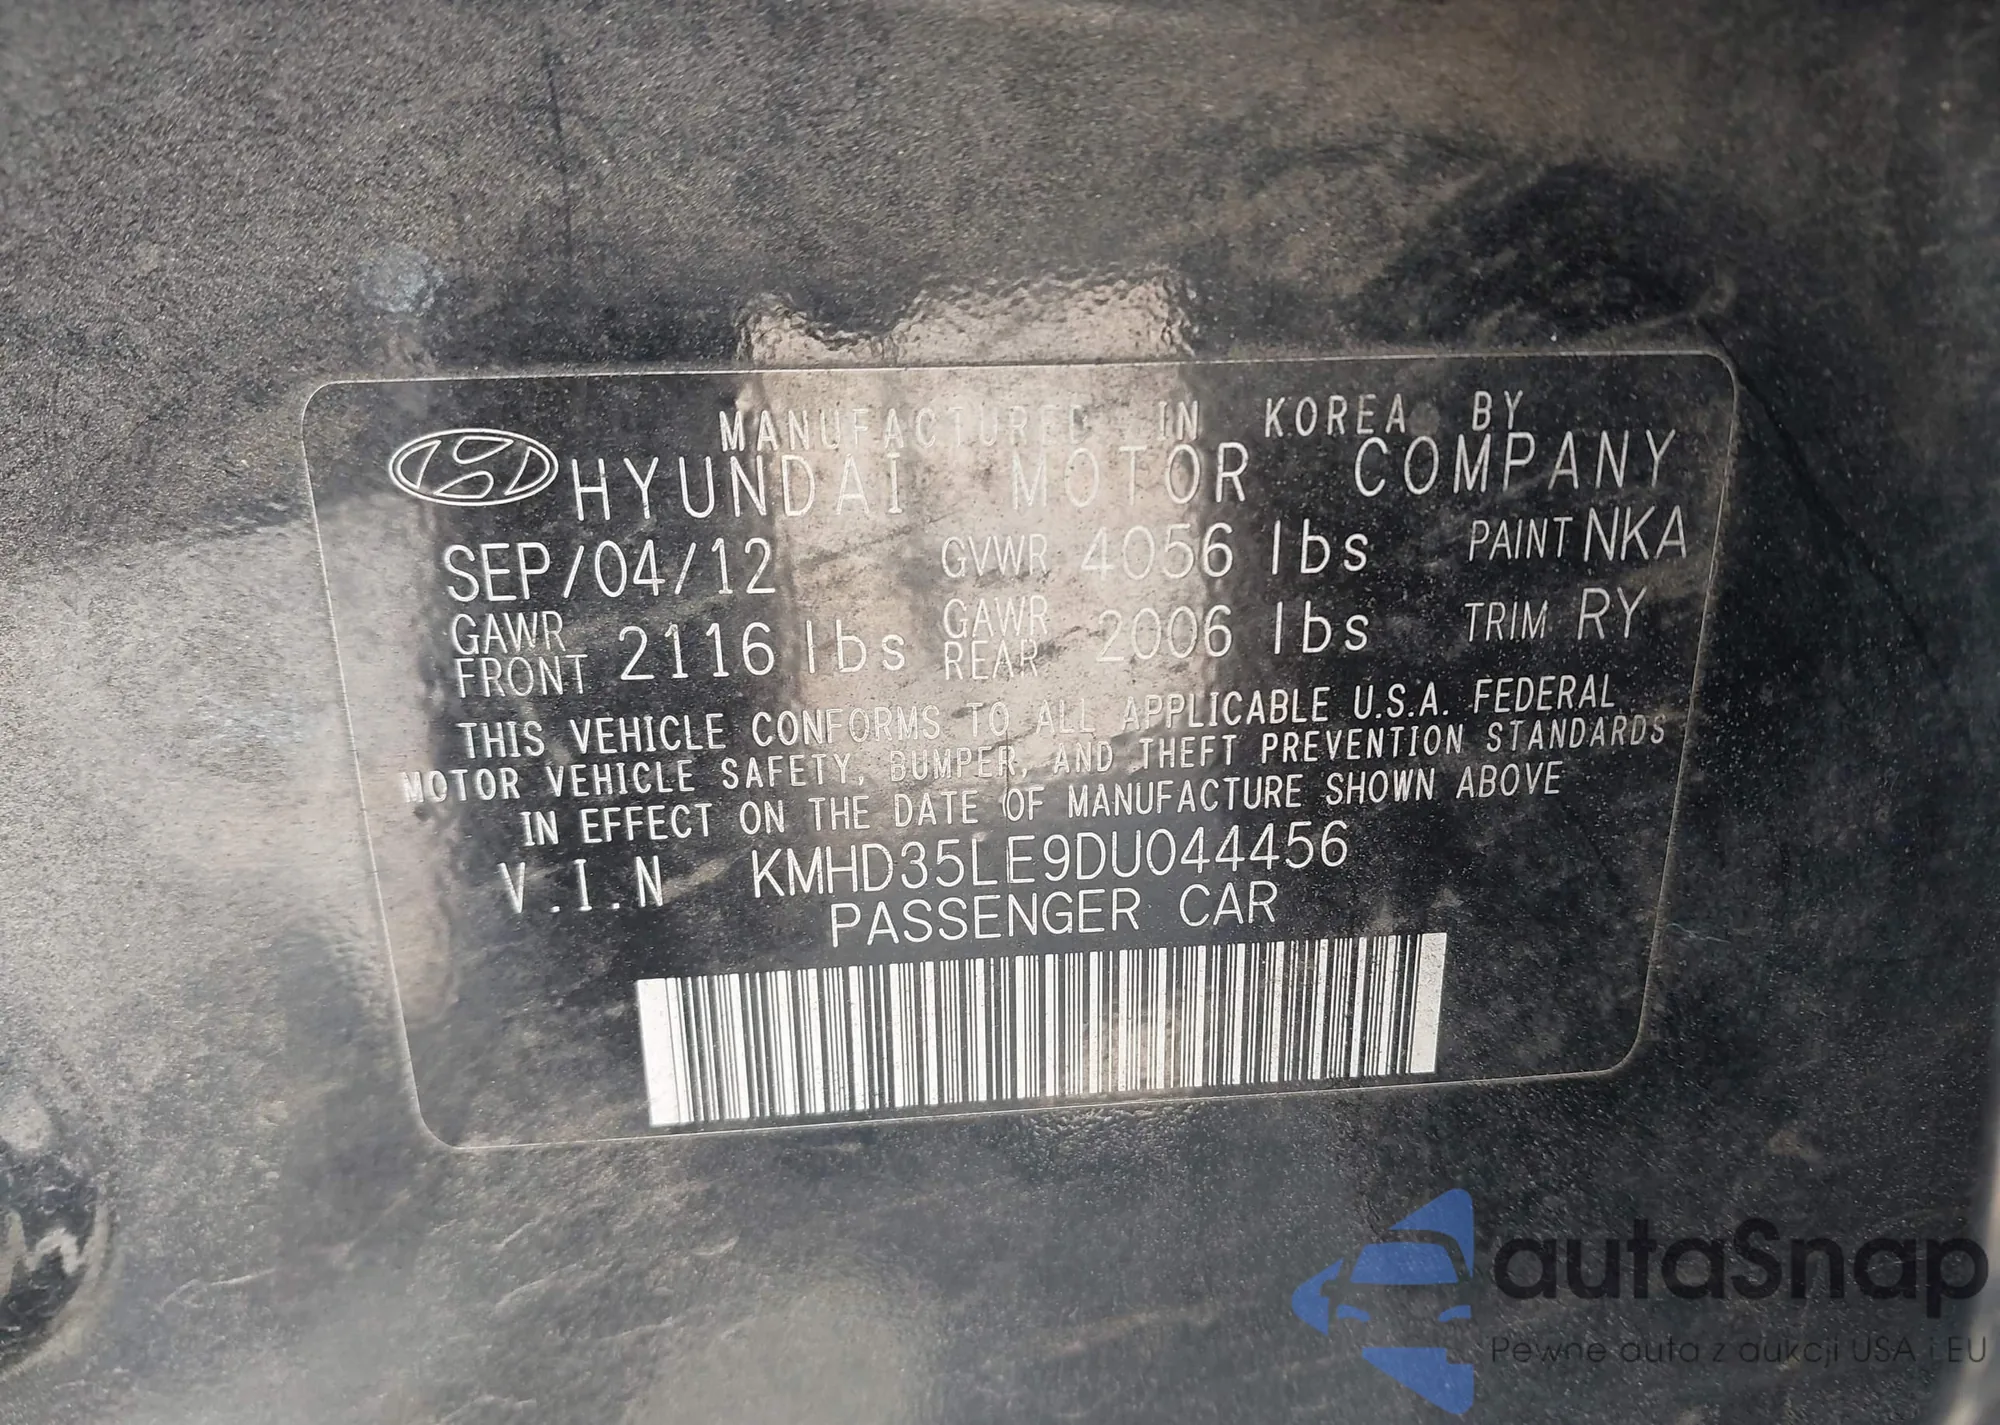 MANUFACTURED IN KOREA BY
HYUNDAI MOTOR COMPANY
SEP/04/12 GVWR 4056 lbs PAINT NKA
GAWR FRONT 2116 lbs GAWR REAR 2006 lbs TRIM RY
THIS VEHICLE CONFORMS TO ALL APPLICABLE U.S.A. FEDERAL
MOTOR VEHICLE SAFETY, BUMPER, AND THEFT PREVENTION STANDARDS
IN EFFECT ON THE DATE OF MANUFACTURE SHOWN ABOVE
V.I.N KMHD35LE9DU044456
PASSENGER CAR
autaSnap
Pewne auta z aukcji USA i EU